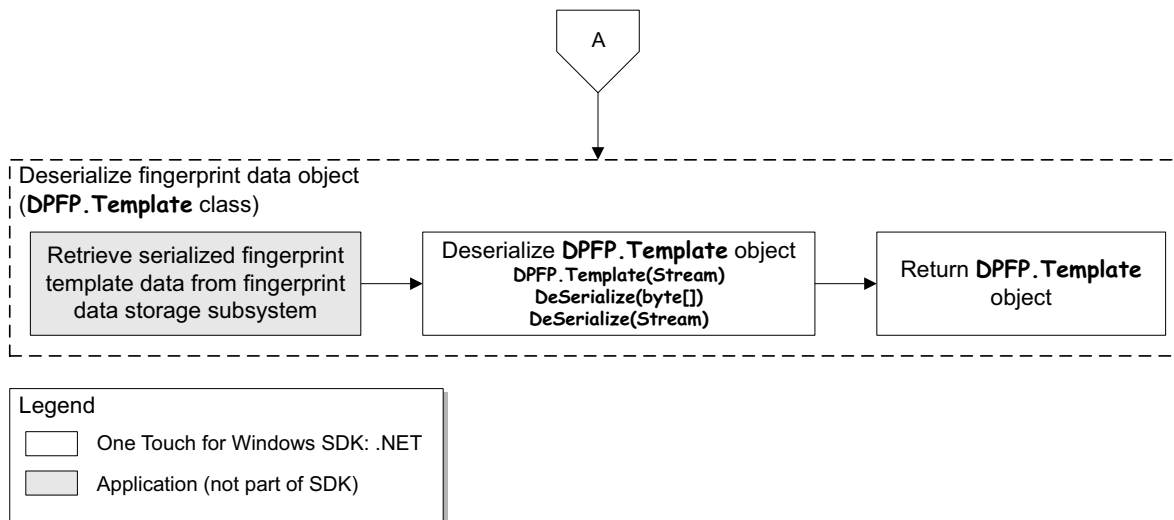 A
Deserialize fingerprint data object
(DPFP.Template class)
Retrieve serialized fingerprint
template data from fingerprint
data storage subsystem
Deserialize DPFP.Template object
DPFP.Template(Stream)
DeSerialize(byte[])
DeSerialize(Stream)
Return DPFP.Template
object
Legend
One Touch for Windows SDK: .NET
Application (not part of SDK)